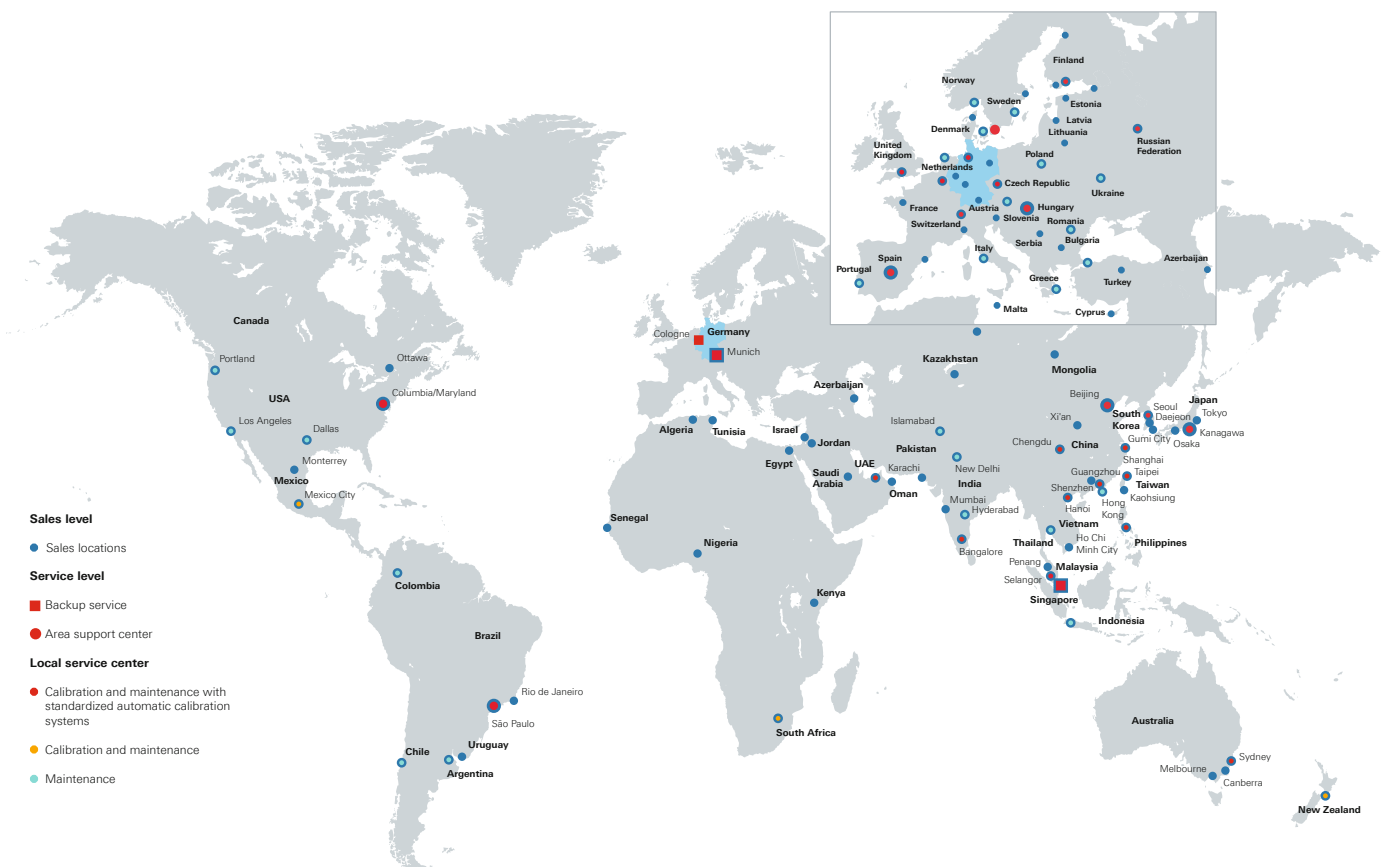 Finland
Norway
Sweden
Estonia
Latvia
Lithuania
Denmark
Russian
Federation
United
Kingdom
Poland
Netherlands
Czech Republic
Ukraine
France
Austria
Hungary
Slovenia
Switzerland
Romania
Serbia
Bulgaria
Italy
Spain
Portugal
Greece
Turkey
Azerbaijan
Malta
Cyprus
Canada
Portland
Ottawa
USA
Columbia/Maryland
Los Angeles
Dallas
Monterrey
Mexico
Mexico City
Cologne
Germany
Munich
Kazakhstan
Mongolia
Azerbaijan
Algeria
Tunisia
Israel
Jordan
Egypt
Saudi
Arabia
UAE
Oman
Islamabad
Pakistan
Karachi
New Delhi
India
Mumbai
Hyderabad
Bangalore
Beijing
Xi'an
Chengdu
China
South
Korea
Seoul
Daejeon
Gumi City
Japan
Tokyo
Kanagawa
Osaka
Shanghai
Guangzhou
Taipei
Shenzhen
Taiwan
Kaohsiung
Hong
Kong
Hanoi
Vietnam
Thailand
Ho Chi
Minh City
Philippines
Penang
Malaysia
Selangor
Singapore
Indonesia
Senegal
Nigeria
Kenya
South Africa
Colombia
Brazil
Rio de Janeiro
São Paulo
Uruguay
Chile
Argentina
Australia
Sydney
Melbourne
Canberra
New Zealand
Sales level
Sales locations
Service level
Backup service
Area support center
Local service center
Calibration and maintenance with
standardized automatic calibration
systems
Calibration and maintenance
Maintenance